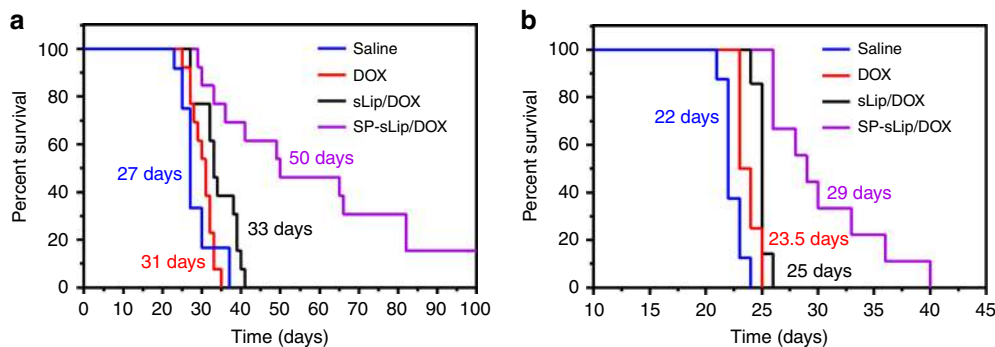 a
Percent survival
100
80
60
40
20
0
Saline
DOX
sLip/DOX
SP-sLip/DOX
50 days
27 days
33 days
31 days
0 10 20 30 40 50 60 70 80 90 100
Time (days)
b
Percent survival
100
80
60
40
20
0
Saline
DOX
sLip/DOX
SP-sLip/DOX
22 days
29 days
23.5 days
25 days
10 15 20 25 30 35 40 45
Time (days)